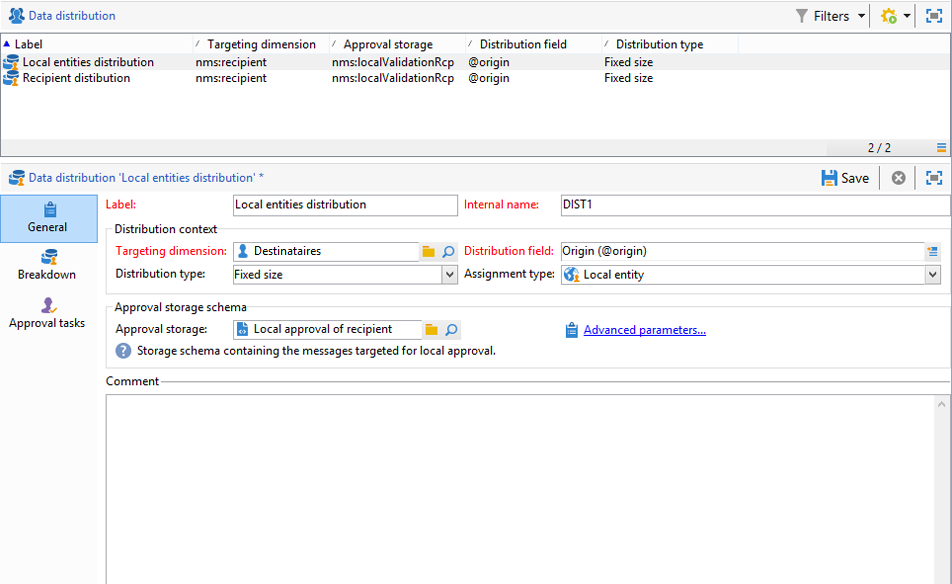 Data distribution
Filters
Label / Targeting dimension / Approval storage / Distribution field / Distribution type
Local entities distribution nms:recipient nms:localValidationRcp @origin Fixed size
Recipient distibution nms:recipient nms:localValidationRcp @origin Fixed size
2 / 2
Data distribution 'Local entities distribution' *
Save
General
Breakdown
Approval tasks
Label: Local entities distribution Internal name: DIST1
Distribution context
Targeting dimension: Destinataires Distribution field: Origin (@origin)
Distribution type: Fixed size Assignment type: Local entity
Approval storage schema
Approval storage: Local approval of recipient Advanced parameters...
? Storage schema containing the messages targeted for local approval.
Comment